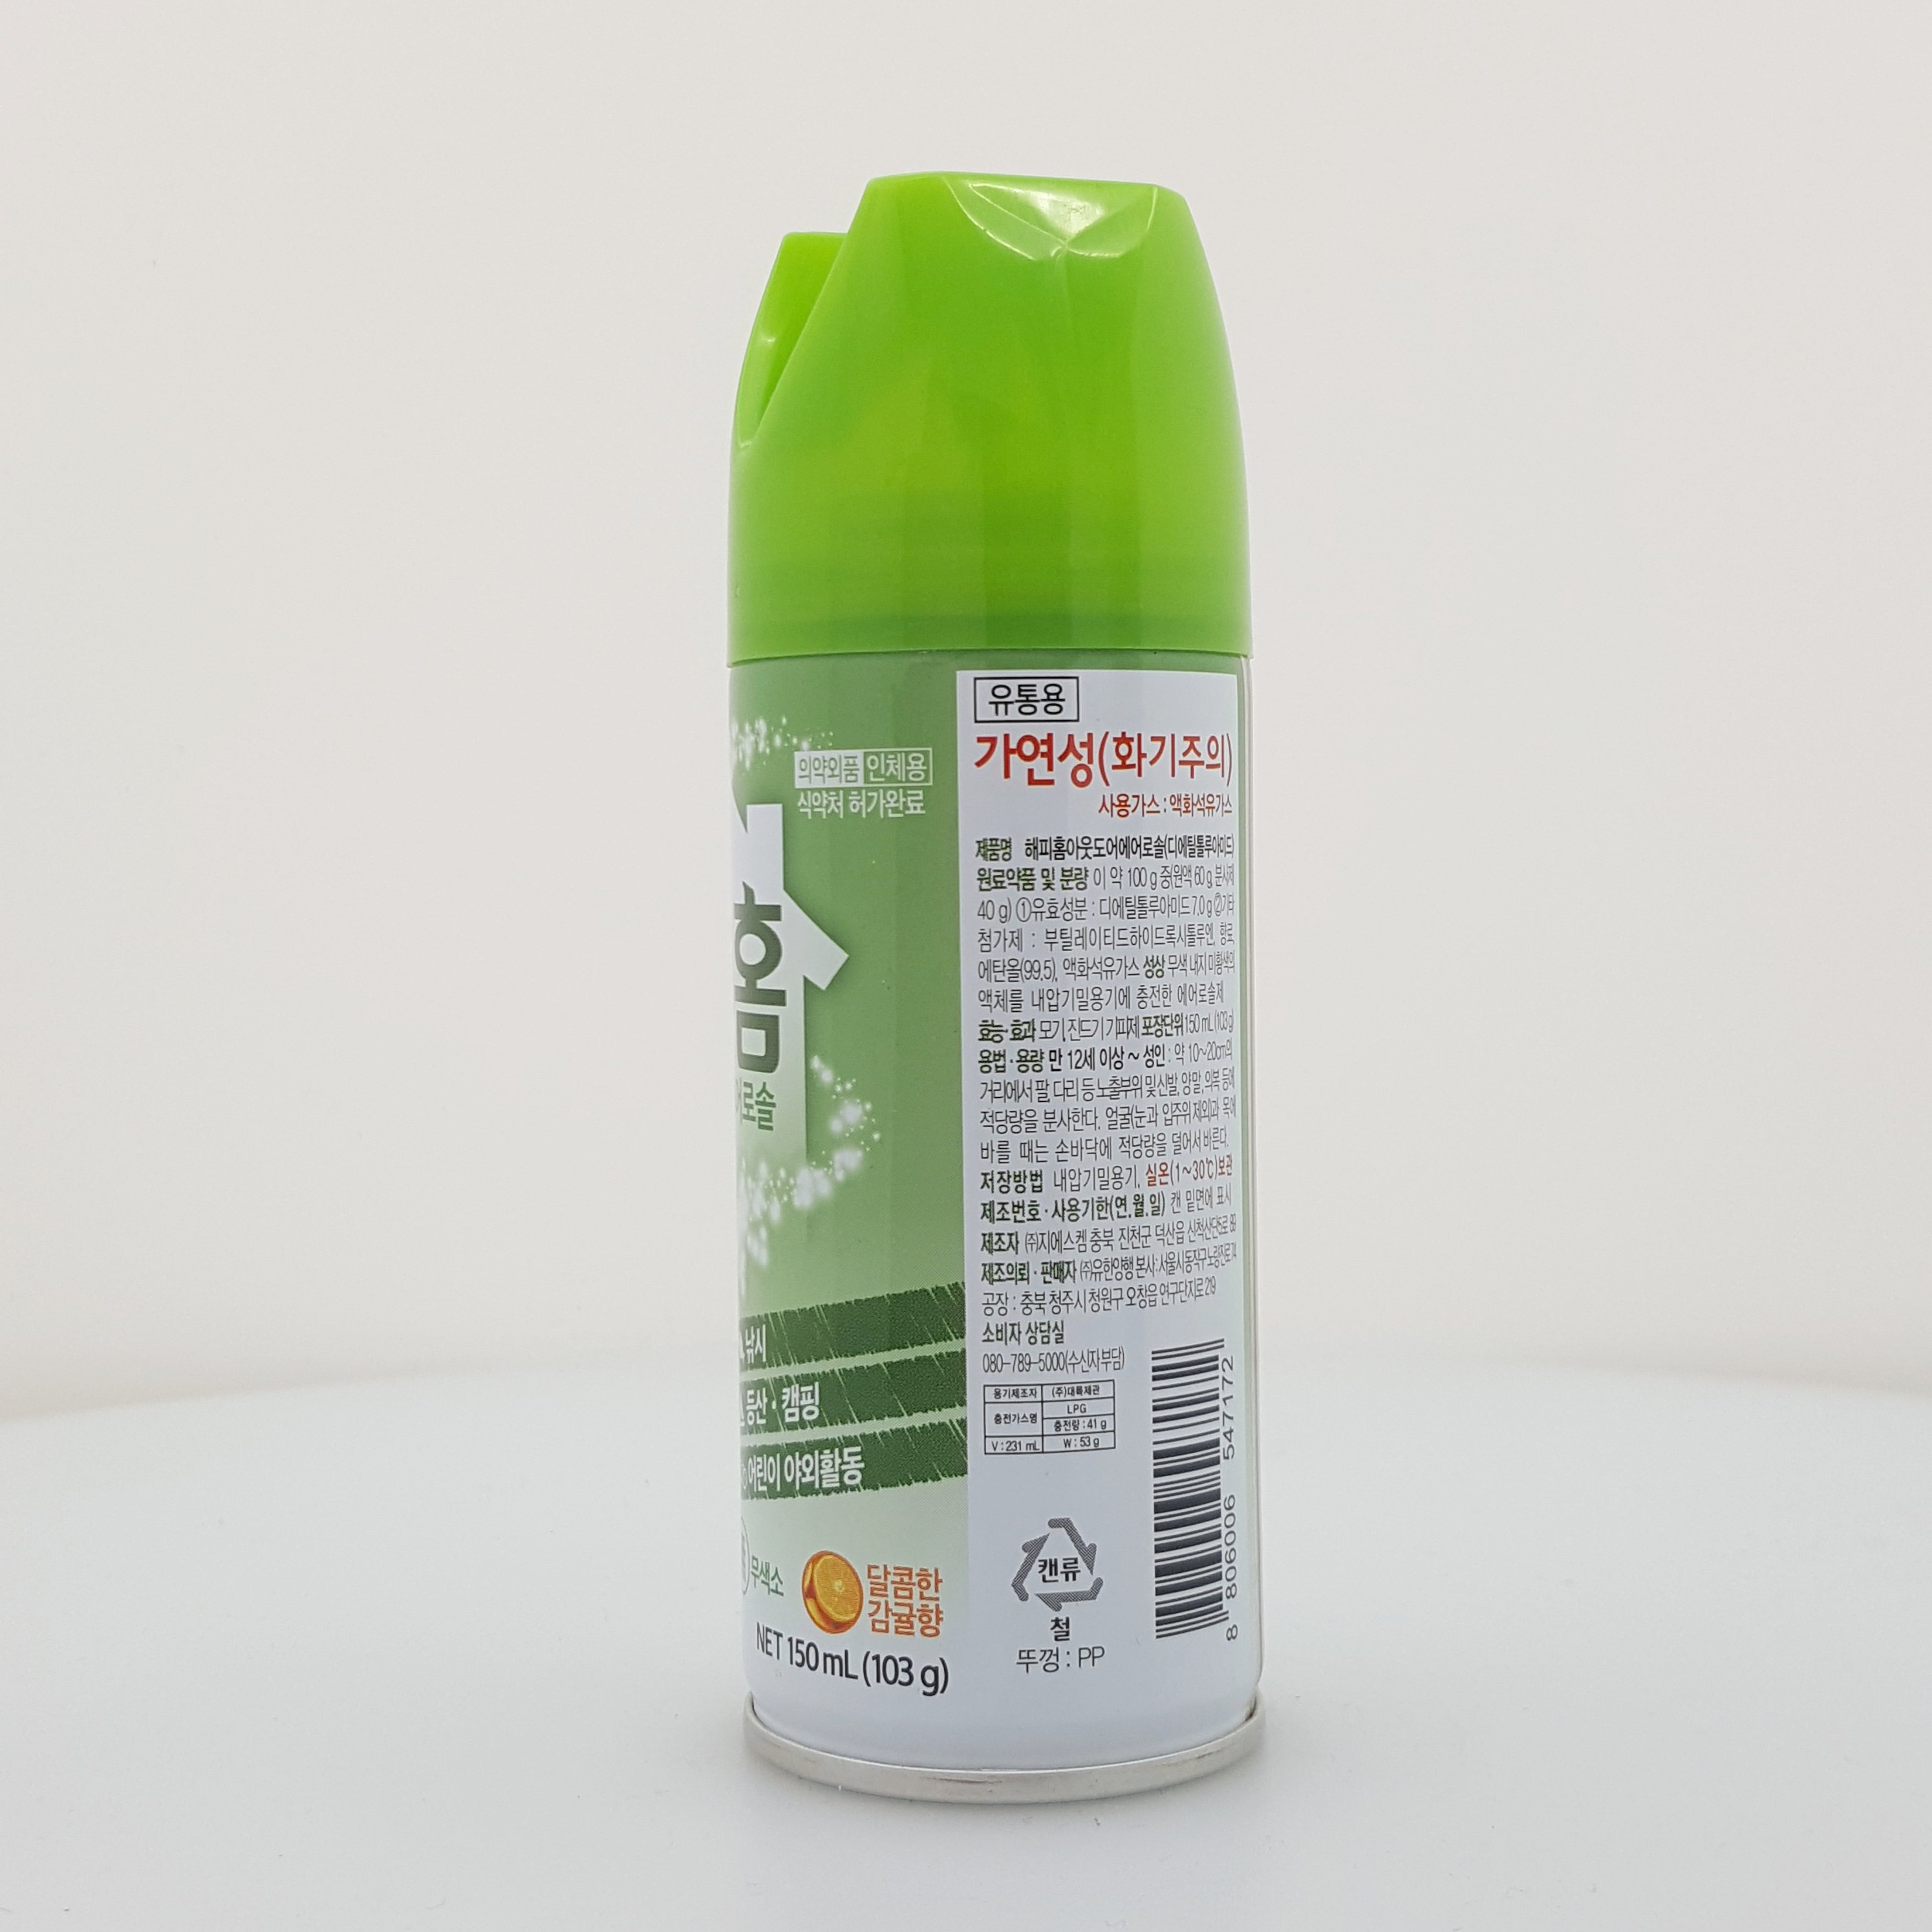 의약외품 인체용
식약처 허가완료
홈
어로솔
낚시
등산·캠핑
어린이 야외활동
무색소
달콤한
감귤향
NET 150 mL (103 g)
유통용
가연성(화기주의)
사용가스 : 액화석유가스
제품명 해피홈아웃도어에어로솔(디에틸톨루아미드)
원료약품 및 분량 이 약 100 g 중(원액 60 g, 분사제
40 g) ①유효성분 : 디에틸톨루아미드 7.0 g ②기타
첨가제 : 부틸레이티드하이드록시톨루엔, 향료,
에탄올(99.5), 액화석유가스 성상 무색 내지 미황색의
액체를 내압기밀용기에 충전한 에어로솔제
효능·효과 모기, 진드기 기피제 포장단위 150 mL (103 g)
용법·용량 만 12세 이상 ~ 성인 : 약 10~20cm의
거리에서 팔, 다리 등 노출부위 및 신발, 양말, 의복 등에
적당량을 분사한다. 얼굴(눈과 입주위 제외)과 목에
바를 때는 손바닥에 적당량을 덜어서 바른다.
저장방법 내압기밀용기, 실온(1~30℃)보관
제조번호·사용기한(연,월,일) 캔 밑면에 표시
제조자 ㈜지에스켐 충북 진천군 덕산읍 신척산단5로 89
제조의뢰·판매자 ㈜유한양행 본사:서울시 동작구 노량진로 74
공장 : 충북 청주시 청원구 오창읍 연구단지로 219
소비자 상담실
080-789-5000(수신자부담)
용기제조자 (주)대륙제관
충전가스명 LPG
충전량 : 41 g
V : 231 mL W : 53 g
캔류
철
뚜껑 : PP
8 806006 547172